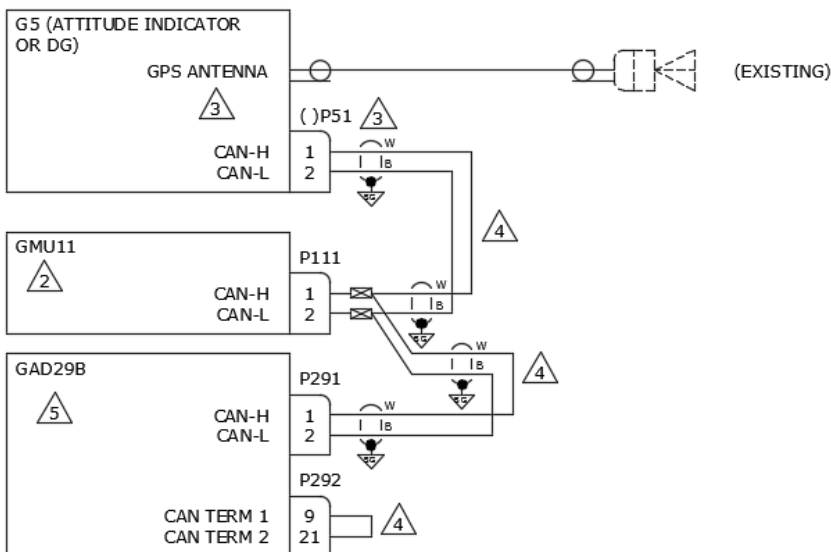 G5 (ATTITUDE INDICATOR
OR DG)
GPS ANTENNA
(EXISTING)
3
( )P51
3
CAN-H 1
CAN-L 2
W
B
SG
4
GMU11
2
P111
CAN-H 1
CAN-L 2
W
B
SG
W
B
SG
4
GAD29B
5
P291
CAN-H 1
CAN-L 2
W
B
SG
P292
CAN TERM 1 9
CAN TERM 2 21
4